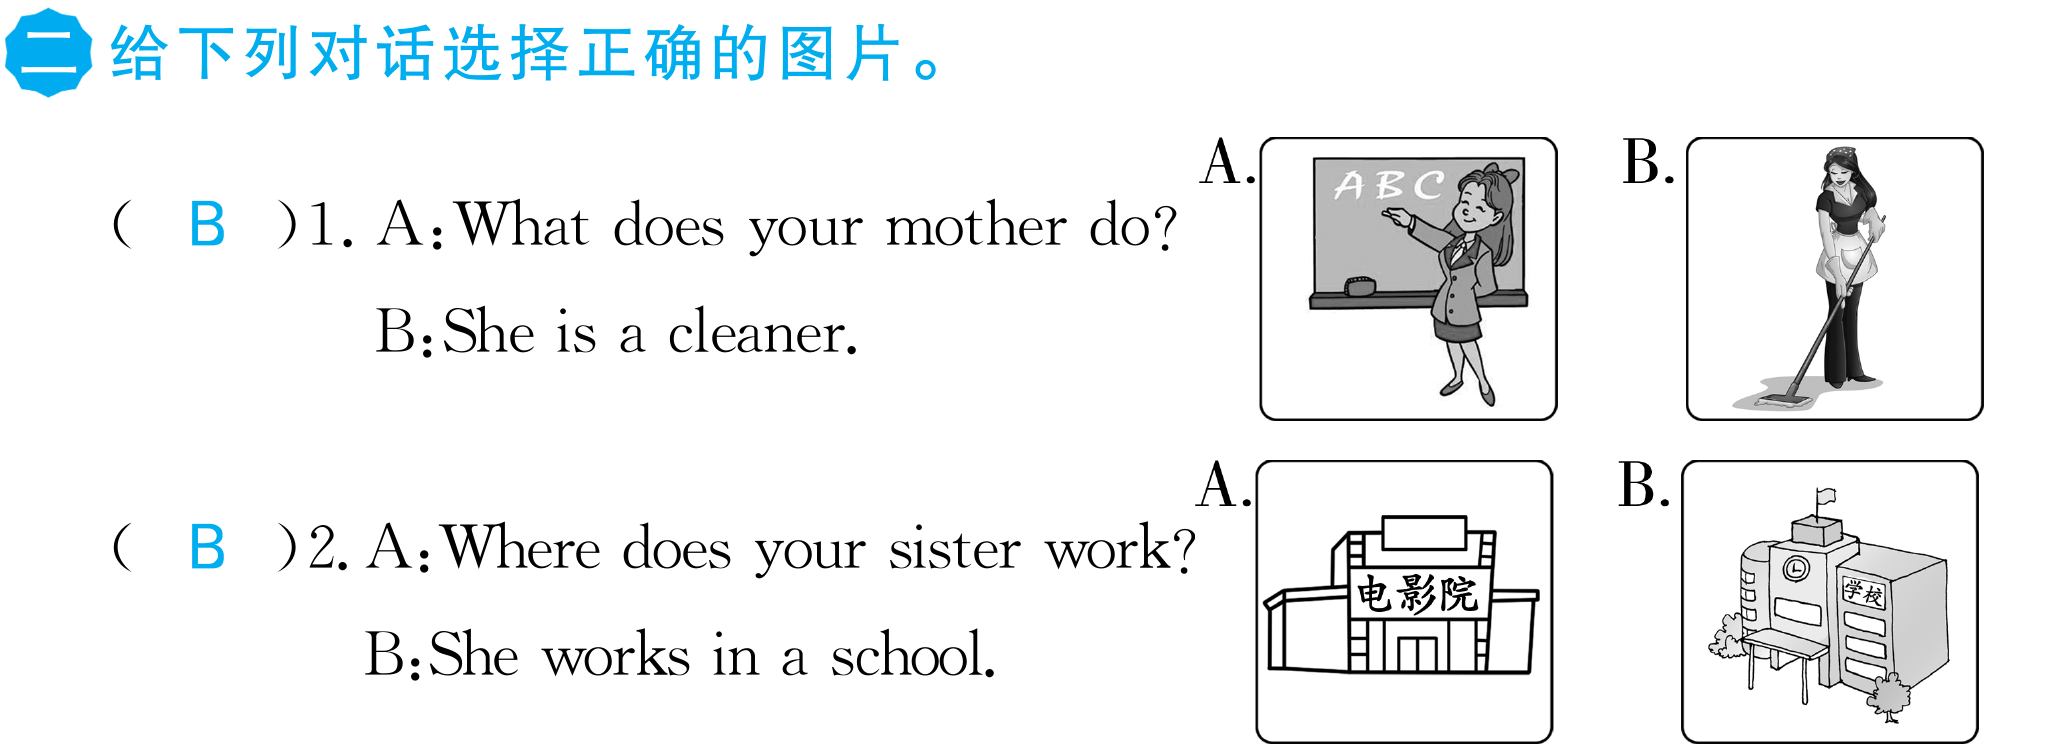 二 给下列对话选择正确的图片。
( B )1. A:What does your mother do?
B:She is a cleaner.
A.
ABC
B.
( B )2. A:Where does your sister work?
B:She works in a school.
A.
电影院
B.
学校